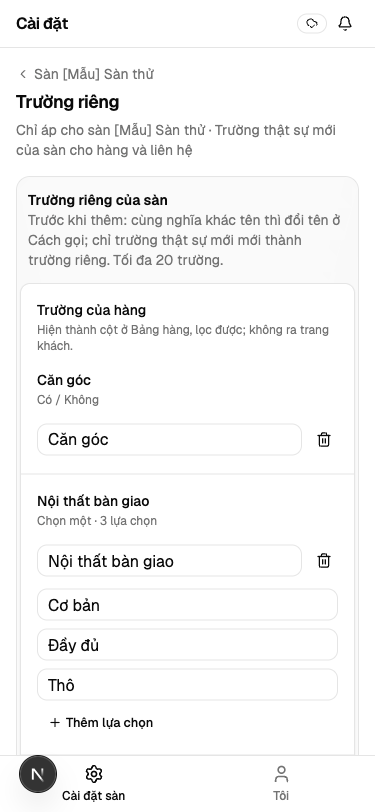 Cài đặt
Sàn [Mẫu] Sàn thử
Trường riêng
Chỉ áp cho sàn [Mẫu] Sàn thử · Trường thật sự mới
của sàn cho hàng và liên hệ
Trường riêng của sàn
Trước khi thêm: cùng nghĩa khác tên thì đổi tên ở
Cách gọi; chỉ trường thật sự mới mới thành
trường riêng. Tối đa 20 trường.
Trường của hàng
Hiện thành cột ở Bảng hàng, lọc được; không ra trang
khách.
Căn góc
Có / Không
Căn góc
Nội thất bàn giao
Chọn một · 3 lựa chọn
Nội thất bàn giao
Cơ bản
Đầy đủ
Thô
+ Thêm lựa chọn
N
Cài đặt sàn
Tôi